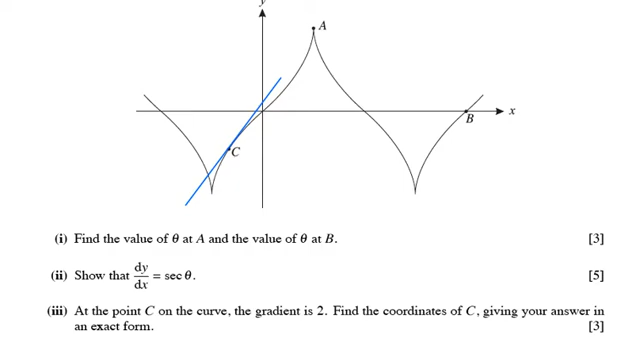 y
A
x
B
C
(i) Find the value of θ at A and the value of θ at B. [3]
(ii) Show that dy/dx = sec θ. [5]
(iii) At the point C on the curve, the gradient is 2. Find the coordinates of C, giving your answer in
an exact form. [3]